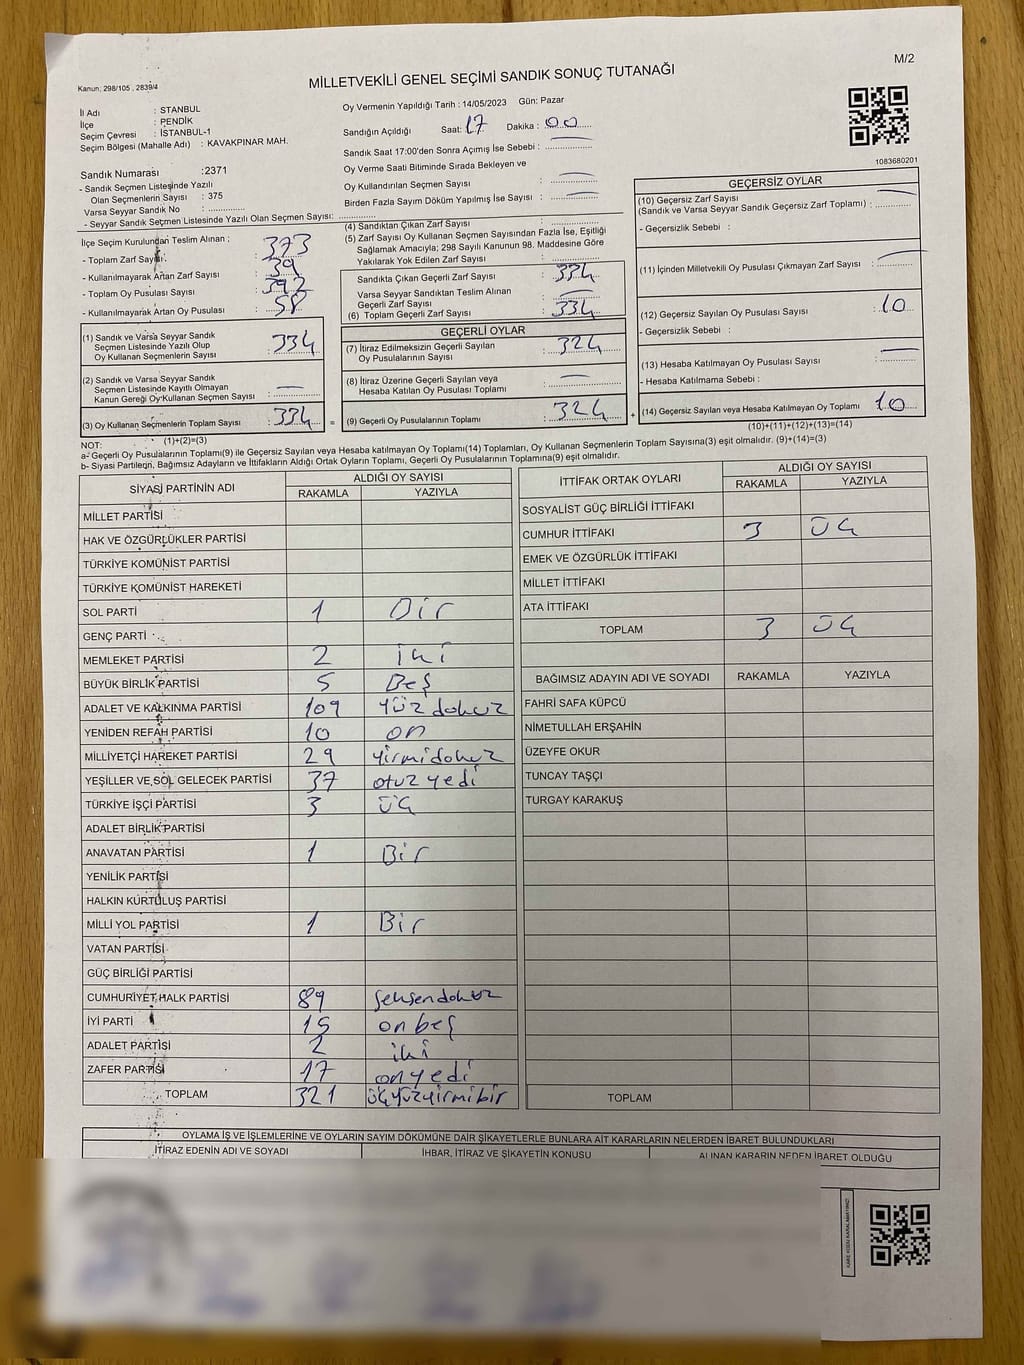 M/2
Kanun; 298/105 , 2839/4
MİLLETVEKİLİ GENEL SEÇİMİ SANDIK SONUÇ TUTANAĞI
İl Adı : STANBUL
İlçe : PENDİK
Seçim Çevresi : İSTANBUL-1
Seçim Bölgesi (Mahalle Adı) : KAVAKPINAR MAH.
Sandık Numarası :2371
- Sandık Seçmen Listesinde Yazılı
Olan Seçmenlerin Sayısı : 375
Varsa Seyyar Sandık No : ..............
- Seyyar Sandık Seçmen Listesinde Yazılı Olan Seçmen Sayısı: ..............
Oy Vermenin Yapıldığı Tarih : 14/05/2023 Gün: Pazar
Sandığın Açıldığı Saat: 17 Dakika : 00
Sandık Saat 17:00'den Sonra Açımış İse Sebebi : ..............
Oy Verme Saati Bitiminde Sırada Bekleyen ve
Oy Kullandırılan Seçmen Sayısı : ..............
Birden Fazla Sayım Döküm Yapılmış İse Sayısı : ..............
1083680201
İlçe Seçim Kurulundan Teslim Alınan :
- Toplam Zarf Sayısı : 373
- Kullanılmayarak Artan Zarf Sayısı : 39
- Toplam Oy Pusulası Sayısı : 392
- Kullanılmayarak Artan Oy Pusulası : 58
(1) Sandık ve Varsa Seyyar Sandık
Seçmen Listesinde Yazılı Olup
Oy Kullanan Seçmenlerin Sayısı : 334
(2) Sandık ve Varsa Seyyar Sandık
Seçmen Listesinde Kayıtlı Olmayan
Kanun Gereği Oy Kullanan Seçmen Sayısı : —
(3) Oy Kullanan Seçmenlerin Toplam Sayısı : 334
(1)+(2)=(3)
(4) Sandıktan Çıkan Zarf Sayısı : ..............
(5) Zarf Sayısı Oy Kullanan Seçmen Sayısından Fazla İse, Eşitliği
Sağlamak Amacıyla; 298 Sayılı Kanunun 98. Maddesine Göre
Yakılarak Yok Edilen Zarf Sayısı : ..............
Sandıkta Çıkan Geçerli Zarf Sayısı : 334
Varsa Seyyar Sandıktan Teslim Alınan
Geçerli Zarf Sayısı : —
(6) Toplam Geçerli Zarf Sayısı : 334
GEÇERLİ OYLAR
(7) İtiraz Edilmeksizin Geçerli Sayılan
Oy Pusulalarının Sayısı : 324
(8) İtiraz Üzerine Geçerli Sayılan veya
Hesaba Katılan Oy Pusulası Toplamı : —
= (9) Geçerli Oy Pusulalarının Toplamı : 324 +
GEÇERSİZ OYLAR
(10) Geçersiz Zarf Sayısı
(Sandık ve Varsa Seyyar Sandık Geçersiz Zarf Toplamı) : —
- Geçersizlik Sebebi :
(11) İçinden Milletvekili Oy Pusulası Çıkmayan Zarf Sayısı : —
(12) Geçersiz Sayılan Oy Pusulası Sayısı : 10
- Geçersizlik Sebebi :
(13) Hesaba Katılmayan Oy Pusulası Sayısı : —
- Hesaba Katılmama Sebebi :
(14) Geçersiz Sayılan veya Hesaba Katılmayan Oy Toplamı 10
(10)+(11)+(12)+(13)=(14)
NOT:
a- Geçerli Oy Pusulalarının Toplamı(9) ile Geçersiz Sayılan veya Hesaba katılmayan Oy Toplamı(14) Toplamları, Oy Kullanan Seçmenlerin Toplam Sayısına(3) eşit olmalıdır. (9)+(14)=(3)
b- Siyasi Partilerin, Bağımsız Adayların ve İttifakların Aldığı Ortak Oyların Toplamı, Geçerli Oy Pusulalarının Toplamına(9) eşit olmalıdır.
SİYASİ PARTİNİN ADI ALDIĞI OY SAYISI
RAKAMLA YAZIYLA
MİLLET PARTİSİ
HAK VE ÖZGÜRLÜKLER PARTİSİ
TÜRKİYE KOMÜNİST PARTİSİ
TÜRKİYE KOMÜNİST HAREKETİ
SOL PARTİ 1 Bir
GENÇ PARTİ
MEMLEKET PARTİSİ 2 iki
BÜYÜK BİRLİK PARTİSİ 5 Beş
ADALET VE KALKINMA PARTİSİ 109 Yüz dokuz
YENİDEN REFAH PARTİSİ 10 on
MİLLİYETÇİ HAREKET PARTİSİ 29 yirmidokuz
YEŞİLLER VE SOL GELECEK PARTİSİ 37 otuz yedi
TÜRKİYE İŞÇİ PARTİSİ 3 üç
ADALET BİRLİK PARTİSİ
ANAVATAN PARTİSİ 1 Bir
YENİLİK PARTİSİ
HALKIN KURTULUŞ PARTİSİ
MİLLİ YOL PARTİSİ 1 Bir
VATAN PARTİSİ
GÜÇ BİRLİĞİ PARTİSİ
CUMHURİYET HALK PARTİSİ 89 Seksendokuz
İYİ PARTİ 15 on beş
ADALET PARTİSİ 2 iki
ZAFER PARTİSİ 17 onyedi
TOPLAM 321 üçyüzyirmibir
İTTİFAK ORTAK OYLARI ALDIĞI OY SAYISI
RAKAMLA YAZIYLA
SOSYALİST GÜÇ BİRLİĞİ İTTİFAKI
CUMHUR İTTİFAKI 3 üç
EMEK VE ÖZGÜRLÜK İTTİFAKI
MİLLET İTTİFAKI
ATA İTTİFAKI
TOPLAM 3 üç
BAĞIMSIZ ADAYIN ADI VE SOYADI RAKAMLA YAZIYLA
FAHRİ SAFA KÜPCÜ
NİMETULLAH ERŞAHİN
ÜZEYFE OKUR
TUNCAY TAŞÇI
TURGAY KARAKUŞ
TOPLAM
OYLAMA İŞ VE İŞLEMLERİNE VE OYLARIN SAYIM DÖKÜMÜNE DAİR ŞİKAYETLERLE BUNLARA AİT KARARLARIN NELERDEN İBARET BULUNDUKLARI
İTİRAZ EDENİN ADI VE SOYADI İHBAR, İTİRAZ VE ŞİKAYETİN KONUSU ALINAN KARARIN NEDEN İBARET OLDUĞU